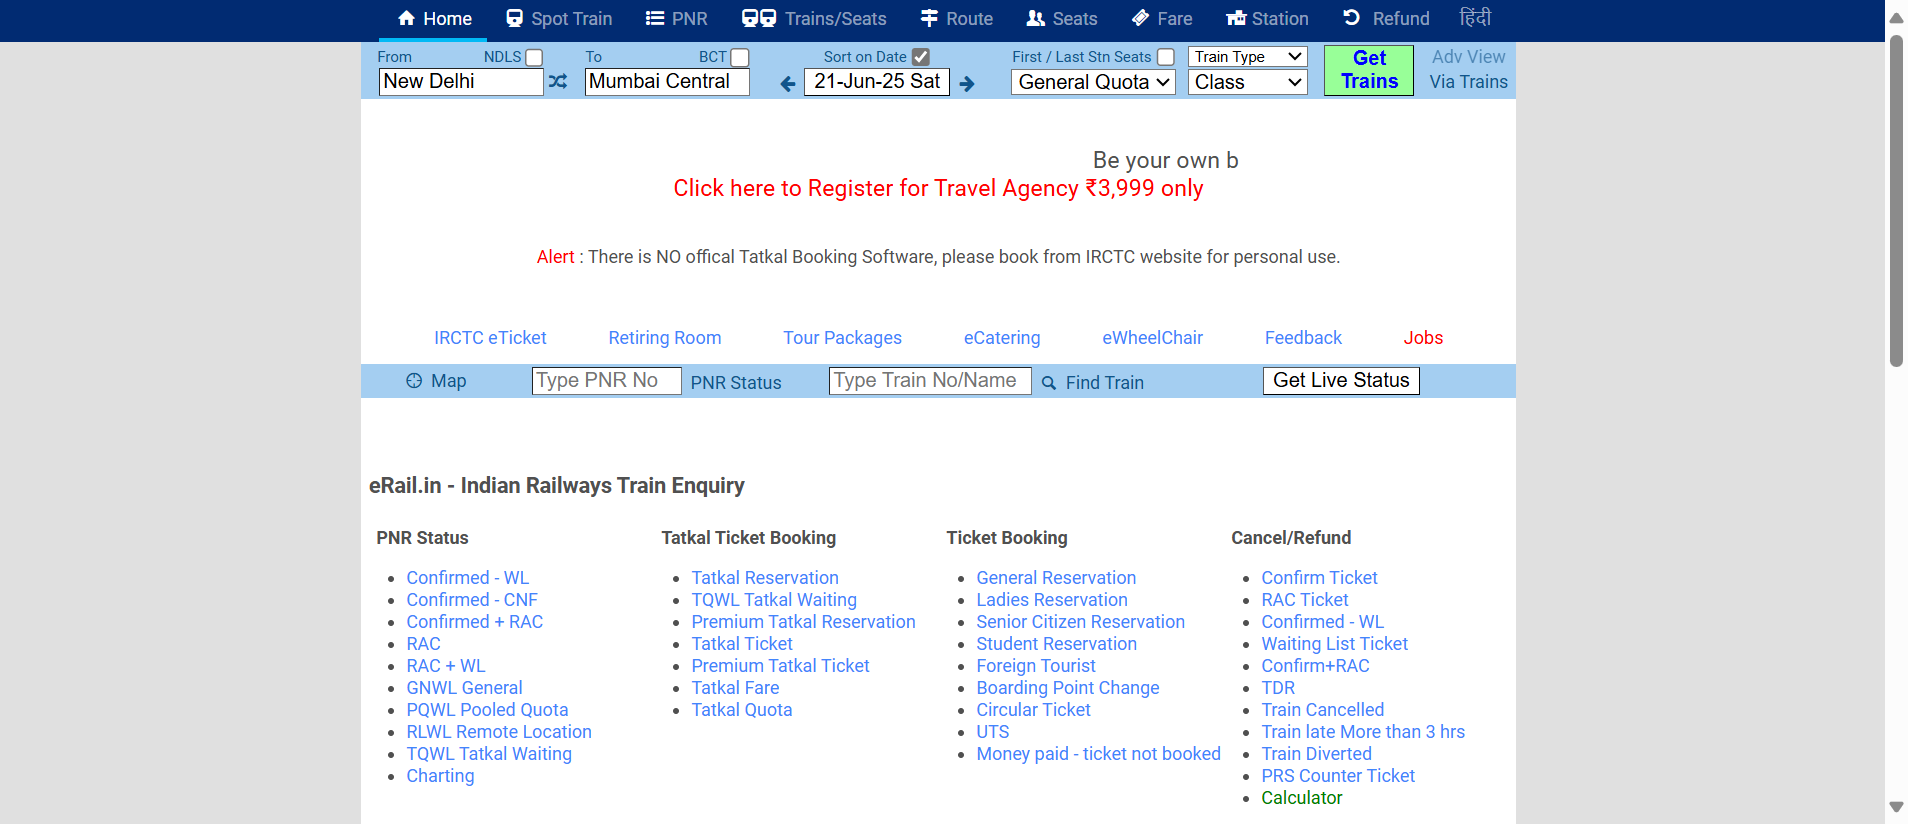 Home Spot Train PNR Trains/Seats Route Seats Fare Station Refund हिंदी
From NDLS To BCT Sort on Date First / Last Stn Seats Train Type Get Trains Adv View
New Delhi Mumbai Central 21-Jun-25 Sat General Quota Class Via Trains
Be your own b
Click here to Register for Travel Agency ₹3,999 only
Alert : There is NO offical Tatkal Booking Software, please book from IRCTC website for personal use.
IRCTC eTicket Retiring Room Tour Packages eCatering eWheelChair Feedback Jobs
Map Type PNR No PNR Status Type Train No/Name Find Train Get Live Status
eRail.in - Indian Railways Train Enquiry
PNR Status
Confirmed - WL
Confirmed - CNF
Confirmed + RAC
RAC
RAC + WL
GNWL General
PQWL Pooled Quota
RLWL Remote Location
TQWL Tatkal Waiting
Charting
Tatkal Ticket Booking
Tatkal Reservation
TQWL Tatkal Waiting
Premium Tatkal Reservation
Tatkal Ticket
Premium Tatkal Ticket
Tatkal Fare
Tatkal Quota
Ticket Booking
General Reservation
Ladies Reservation
Senior Citizen Reservation
Student Reservation
Foreign Tourist
Boarding Point Change
Circular Ticket
UTS
Money paid - ticket not booked
Cancel/Refund
Confirm Ticket
RAC Ticket
Confirmed - WL
Waiting List Ticket
Confirm+RAC
TDR
Train Cancelled
Train late More than 3 hrs
Train Diverted
PRS Counter Ticket
Calculator